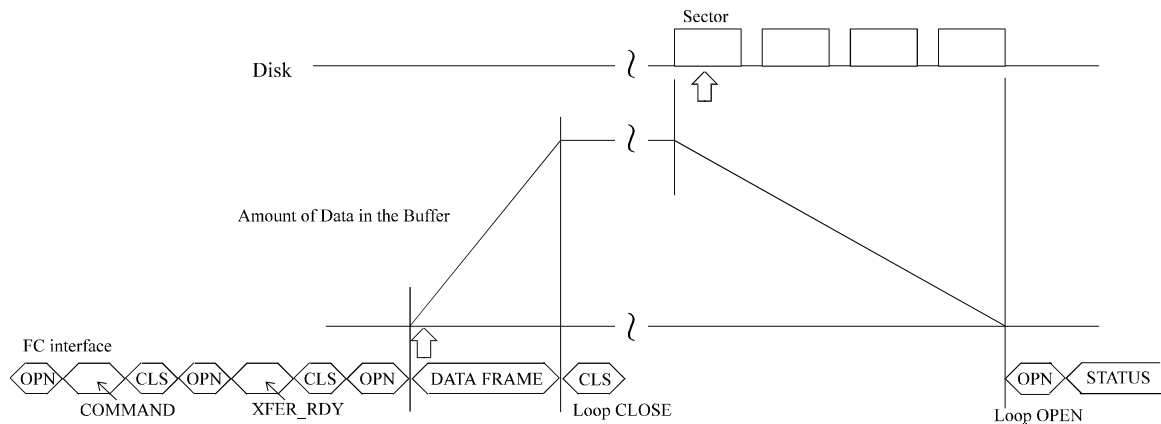 Sector
Disk
Amount of Data in the Buffer
FC interface
OPN CLS OPN CLS OPN DATA FRAME CLS OPN STATUS
COMMAND XFER_RDY Loop CLOSE Loop OPEN